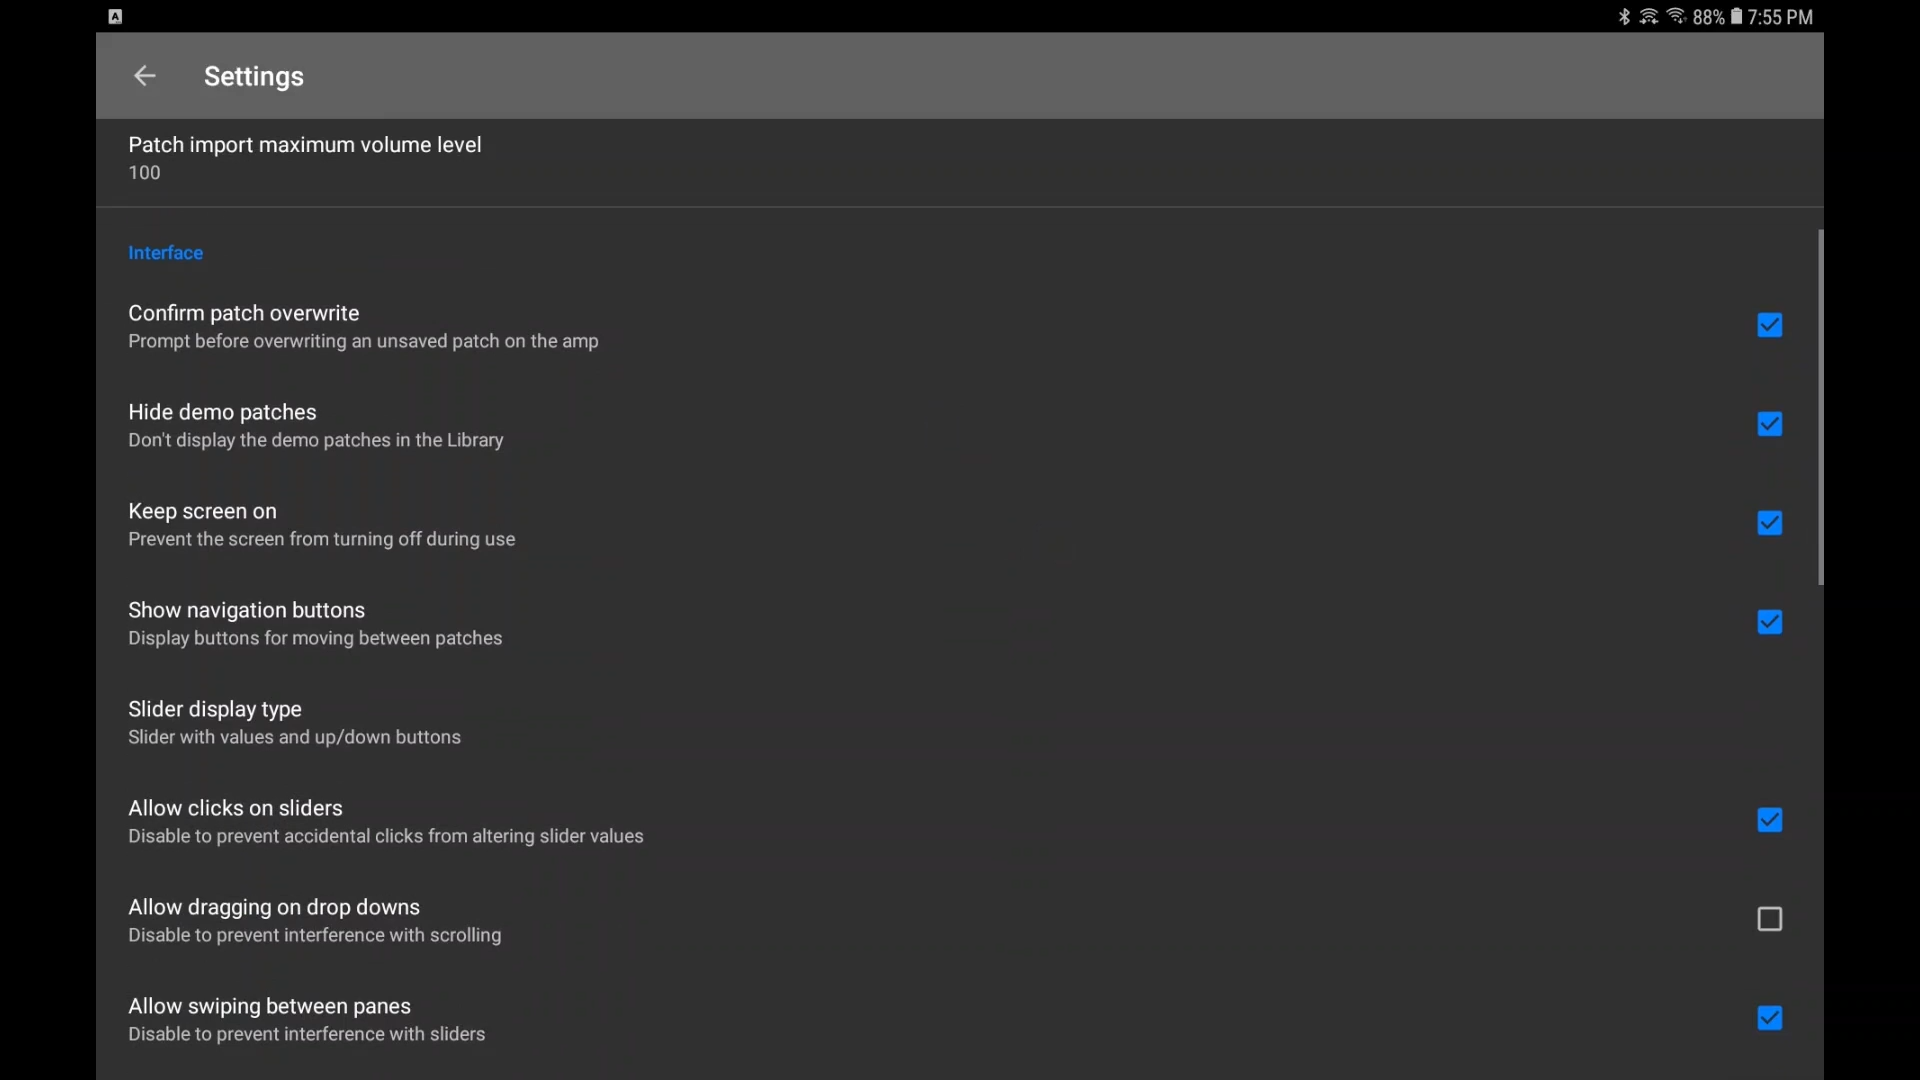 A
88% 7:55 PM
Settings
Patch import maximum volume level
100
Interface
Confirm patch overwrite
Prompt before overwriting an unsaved patch on the amp
Hide demo patches
Don't display the demo patches in the Library
Keep screen on
Prevent the screen from turning off during use
Show navigation buttons
Display buttons for moving between patches
Slider display type
Slider with values and up/down buttons
Allow clicks on sliders
Disable to prevent accidental clicks from altering slider values
Allow dragging on drop downs
Disable to prevent interference with scrolling
Allow swiping between panes
Disable to prevent interference with sliders